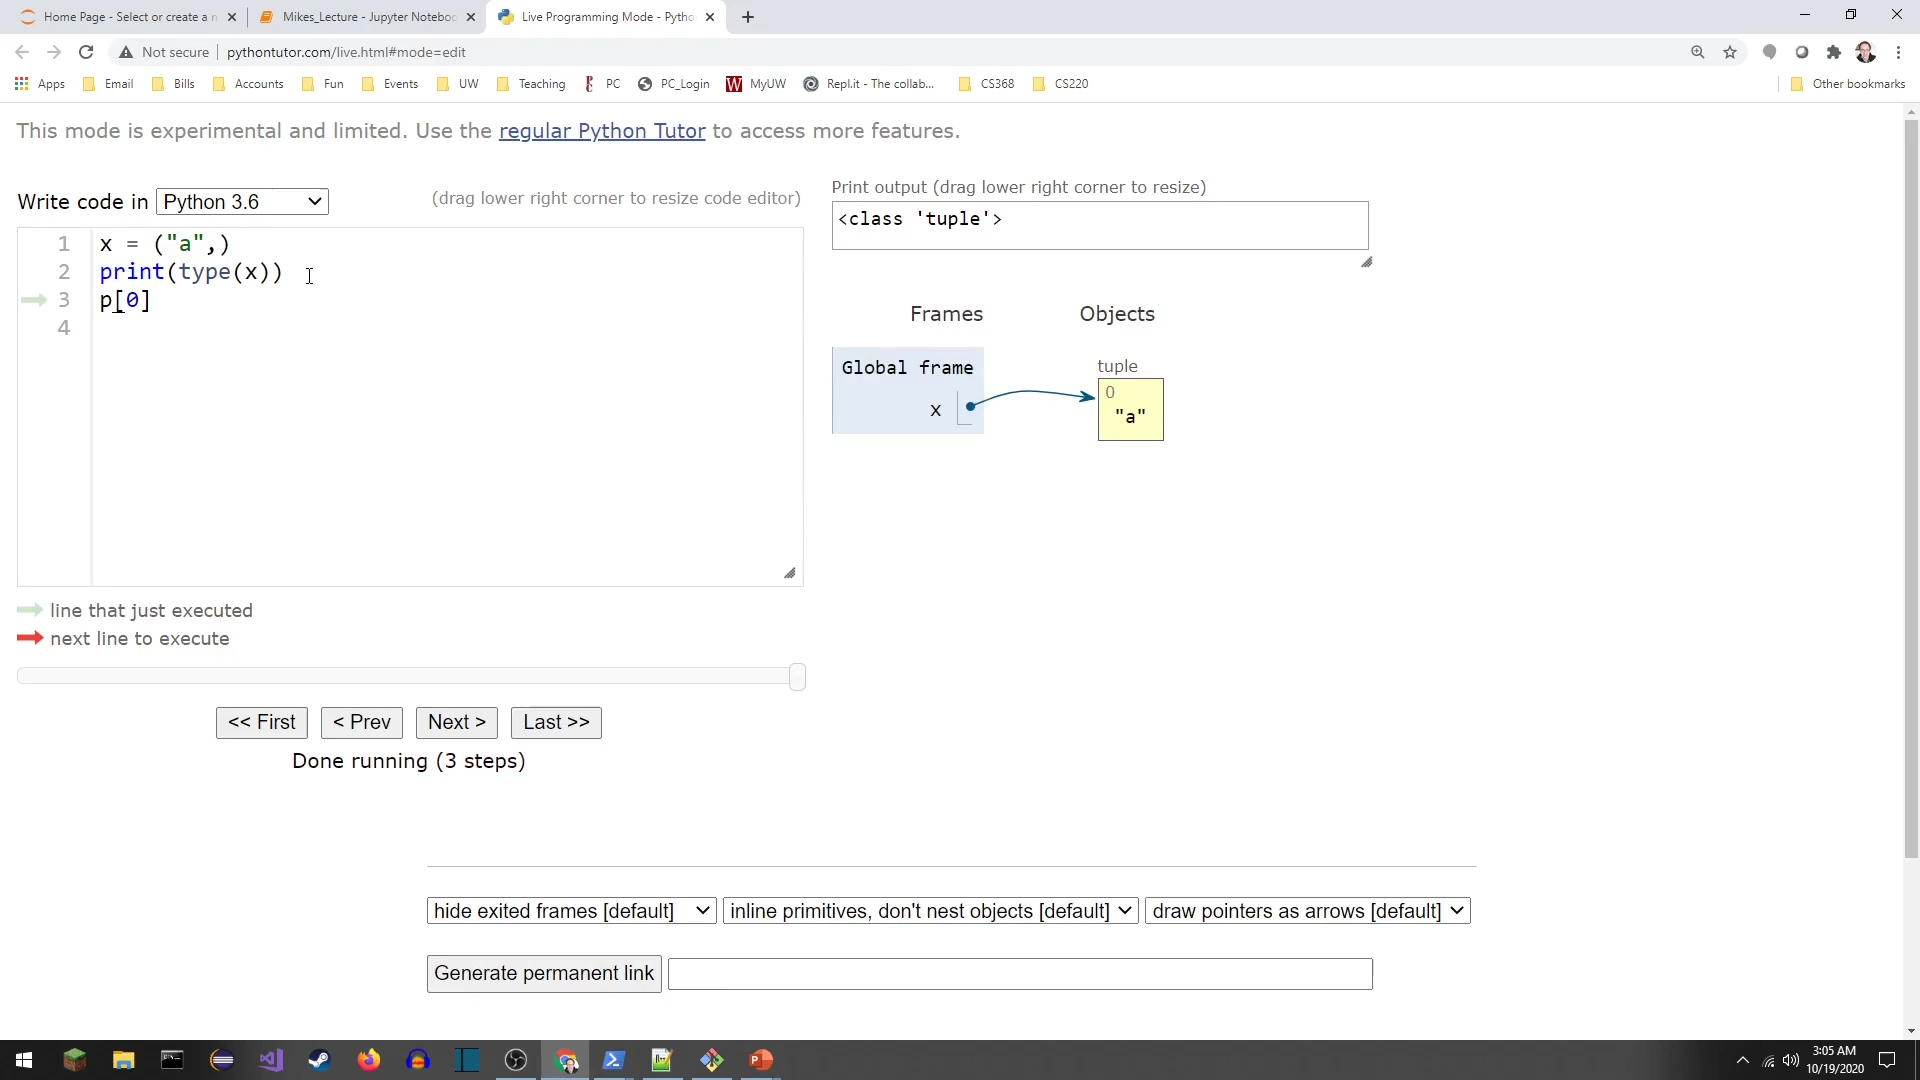 Home Page - Select or create a n
Mikes_Lecture - Jupyter Noteboo
Live Programming Mode - Pytho
Not secure
pythontutor.com/live.html#mode=edit
Apps Email Bills Accounts Fun Events UW Teaching PC PC_Login MyUW Repl.it - The collab... CS368 CS220 Other bookmarks
This mode is experimental and limited. Use the regular Python Tutor to access more features.
Write code in Python 3.6
(drag lower right corner to resize code editor)
1 x = ("a",)
2 print(type(x))
3 p[0]
4
line that just executed
next line to execute
<< First < Prev Next > Last >>
Done running (3 steps)
Print output (drag lower right corner to resize)
<class 'tuple'>
Frames Objects
Global frame
x
tuple
0
"a"
hide exited frames [default] inline primitives, don't nest objects [default] draw pointers as arrows [default]
Generate permanent link
3:05 AM
10/19/2020